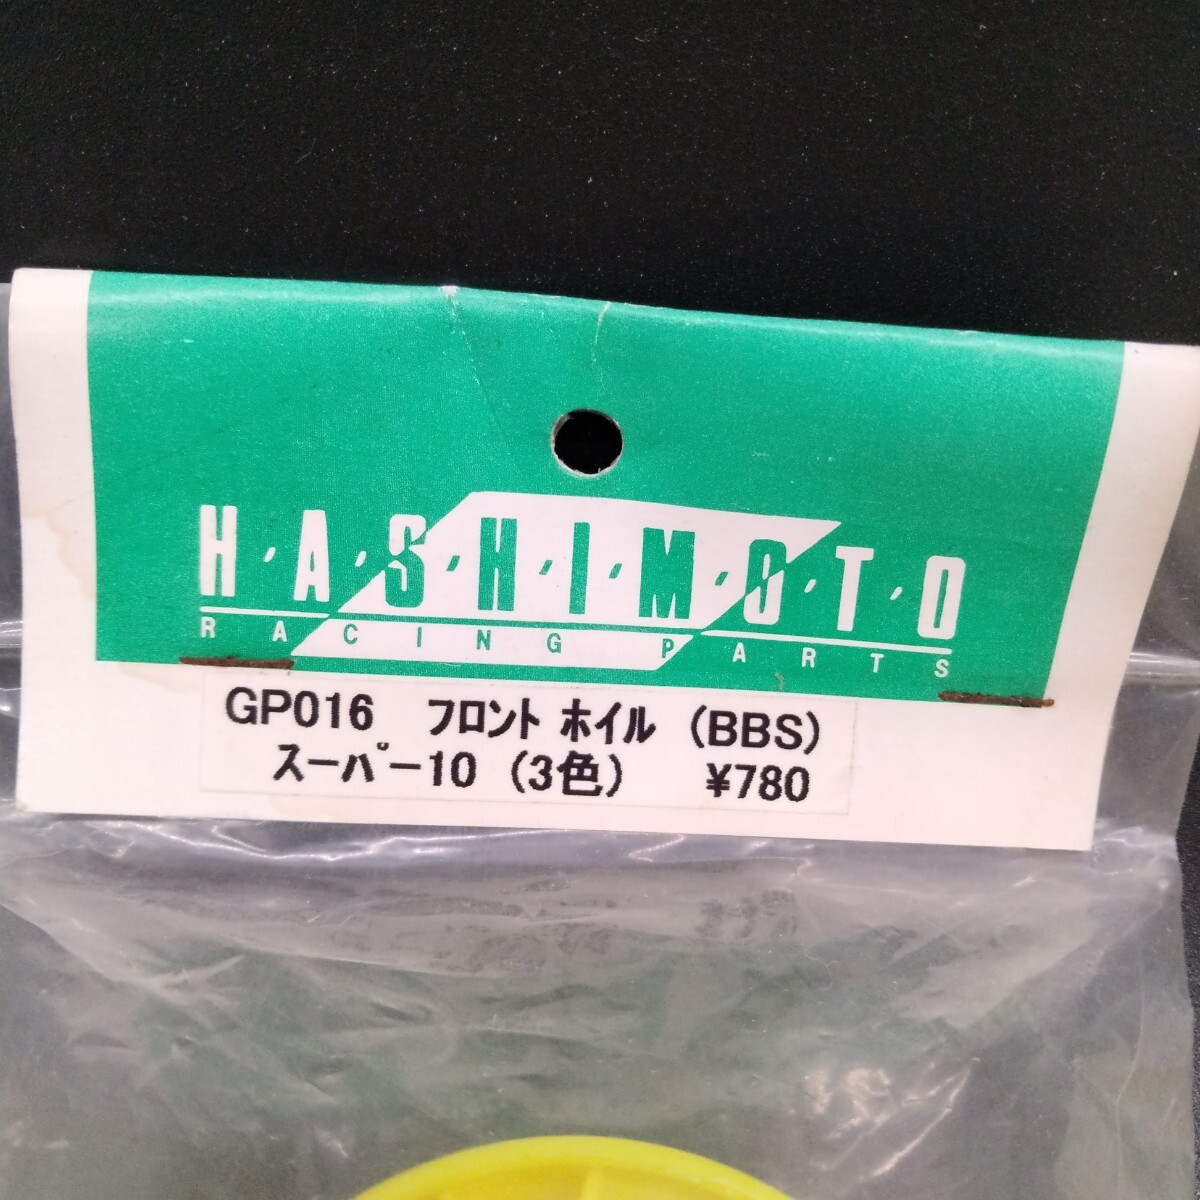 H·A·S·H·I·M·O·T·O
RACING PARTS
GP016 フロント ホイル (BBS)
スーパー10 (3色) ¥780